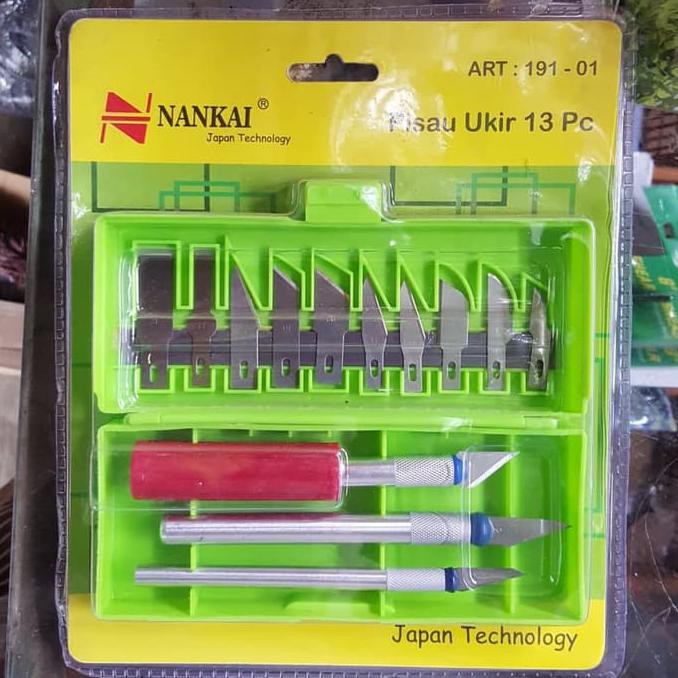 ART : 191 - 01
NANKAI ®
Japan Technology
Pisau Ukir 13 Pc
Japan Technology